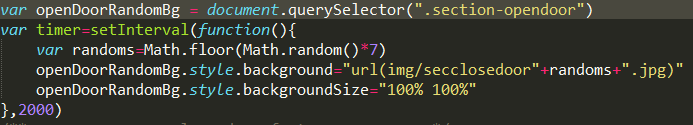 var openDoorRandomBg = document.querySelector(".section-opendoor")
var timer=setInterval(function(){
    var randoms=Math.floor(Math.random()*7)
    openDoorRandomBg.style.background="url(img/secclosedoor"+randoms+".jpg)"
    openDoorRandomBg.style.backgroundSize="100% 100%"
},2000)